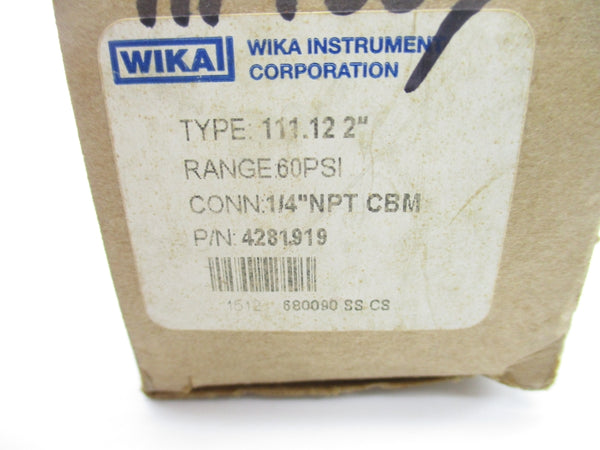 WIKA
WIKA INSTRUMENT
CORPORATION
TYPE: 111.12 2"
RANGE:60PSI
CONN:1/4"NPT CBM
P/N: 4281919
1512 680090 SS CS